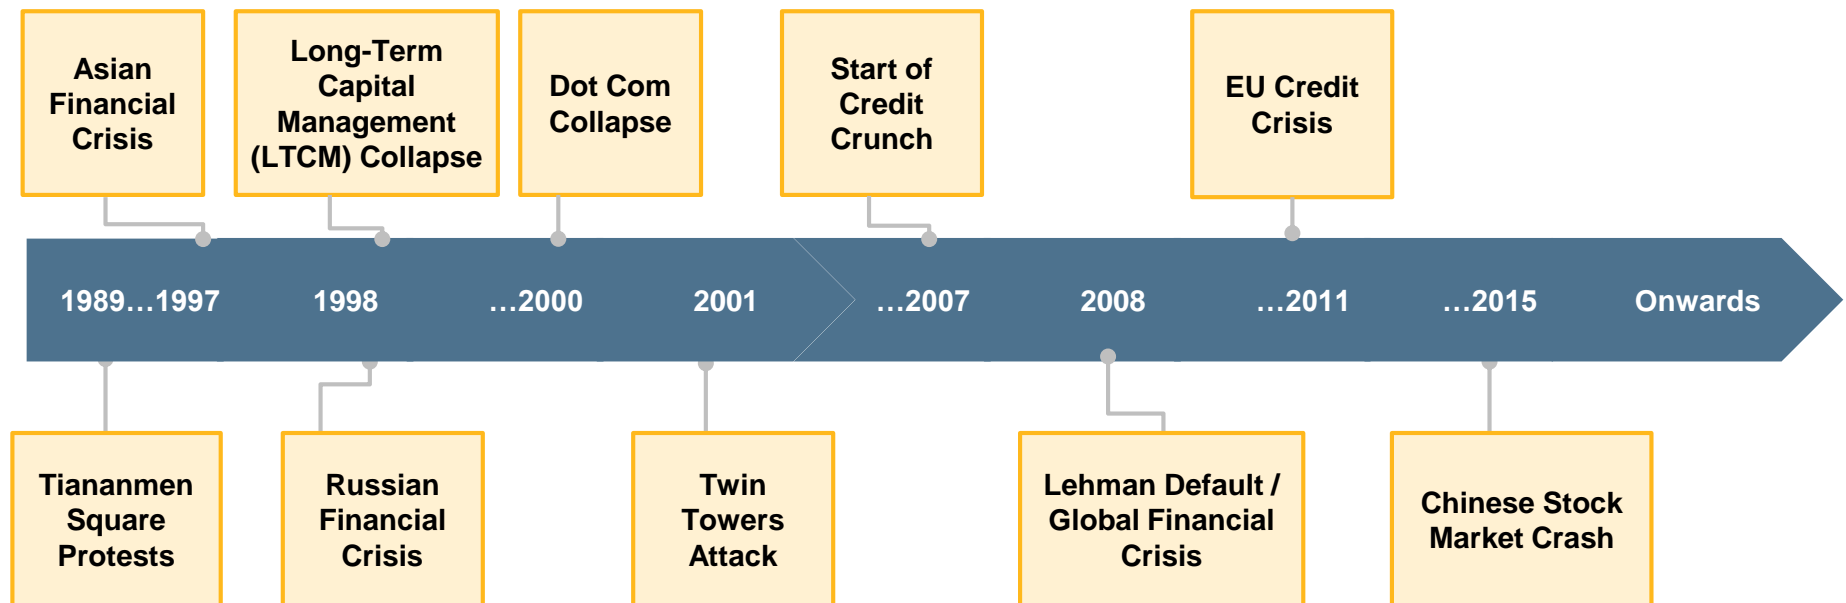 Asian
Financial
Crisis
Long-Term
Capital
Management
(LTCM) Collapse
Dot Com
Collapse
Start of
Credit
Crunch
EU Credit
Crisis
1989…1997
1998
…2000
2001
…2007
2008
…2011
…2015
Onwards
Tiananmen
Square
Protests
Russian
Financial
Crisis
Twin
Towers
Attack
Lehman Default /
Global Financial
Crisis
Chinese Stock
Market Crash